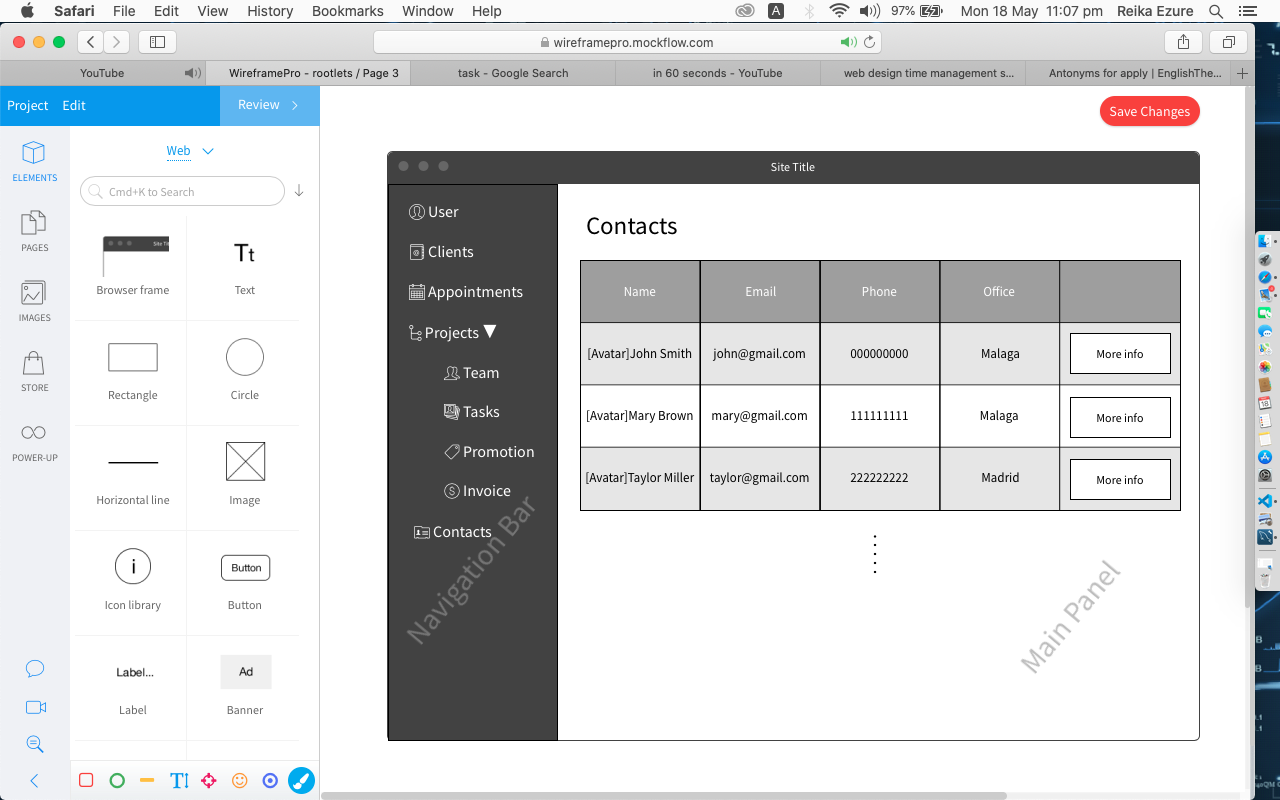 Safari File Edit View History Bookmarks Window Help A 97% Mon 18 May 11:07 pm Reika Ezure
wireframepro.mockflow.com
YouTube WireframePro - rootlets / Page 3 task - Google Search in 60 seconds - YouTube web design time management s... Antonyms for apply | EnglishThe...
Project Edit Review
Save Changes
Web
Cmd+K to Search
ELEMENTS
PAGES
IMAGES
STORE
POWER-UP
Site Tit
Browser frame
Tt
Text
Rectangle
Circle
Horizontal line
Image
i
Icon library
Button
Button
Label...
Label
Ad
Banner
Site Title
User
Clients
Appointments
Projects
Team
Tasks
Promotion
Invoice
Contacts
Navigation Bar
Contacts
Name Email Phone Office
[Avatar]John Smith john@gmail.com 000000000 Malaga More info
[Avatar]Mary Brown mary@gmail.com 111111111 Malaga More info
[Avatar]Taylor Miller taylor@gmail.com 222222222 Madrid More info
Main Panel